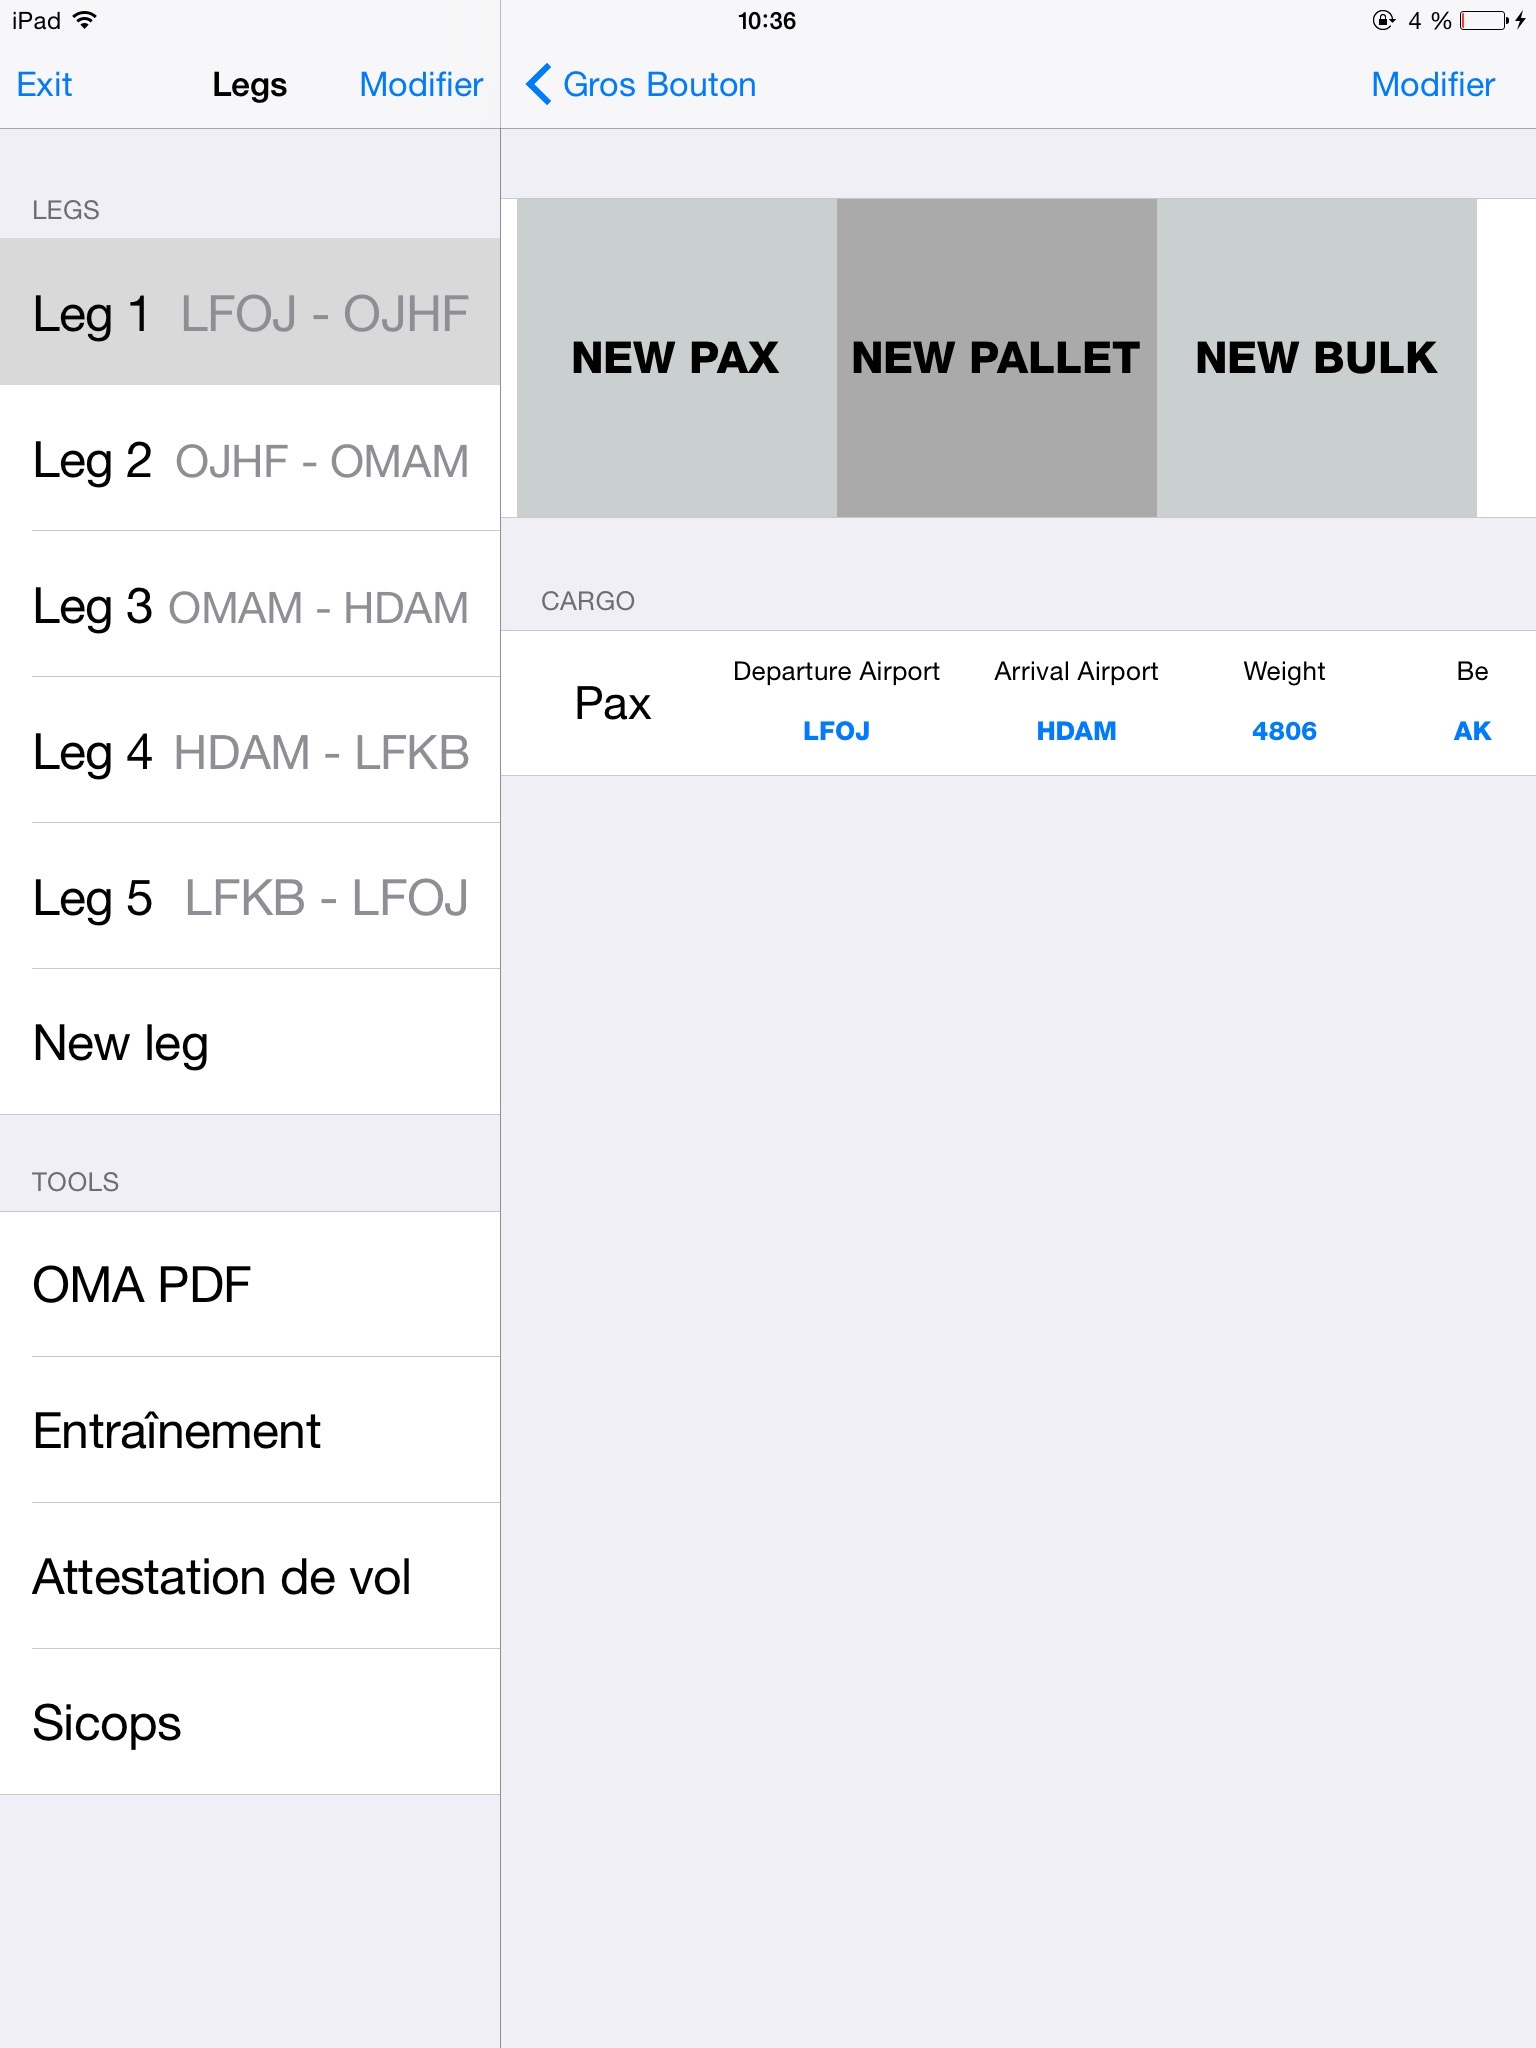 iPad 10:36 4 %
Exit Legs Modifier
Gros Bouton Modifier
LEGS
Leg 1 LFOJ - OJHF
Leg 2 OJHF - OMAM
Leg 3 OMAM - HDAM
Leg 4 HDAM - LFKB
Leg 5 LFKB - LFOJ
New leg
TOOLS
OMA PDF
Entraînement
Attestation de vol
Sicops
NEW PAX NEW PALLET NEW BULK
CARGO
Pax
Departure Airport Arrival Airport Weight Be
LFOJ HDAM 4806 AK